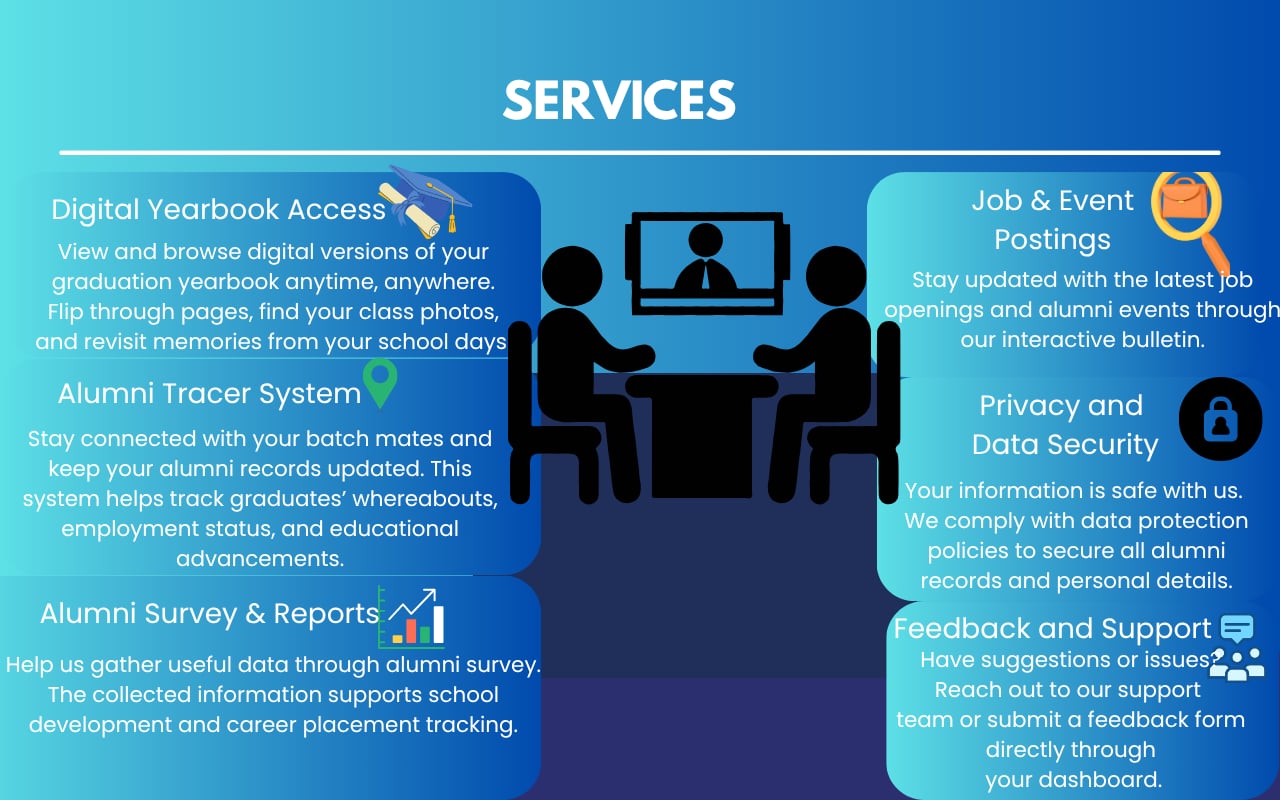 SERVICES
Digital Yearbook Access
View and browse digital versions of your
graduation yearbook anytime, anywhere.
Flip through pages, find your class photos,
and revisit memories from your school days
Alumni Tracer System
Stay connected with your batch mates and
keep your alumni records updated. This
system helps track graduates’ whereabouts,
employment status, and educational
advancements.
Alumni Survey & Reports
Help us gather useful data through alumni survey.
The collected information supports school
development and career placement tracking.
Job & Event
Postings
Stay updated with the latest job
openings and alumni events through
our interactive bulletin.
Privacy and
Data Security
Your information is safe with us.
We comply with data protection
policies to secure all alumni
records and personal details.
Feedback and Support
Have suggestions or issues?
Reach out to our support
team or submit a feedback form
directly through
your dashboard.